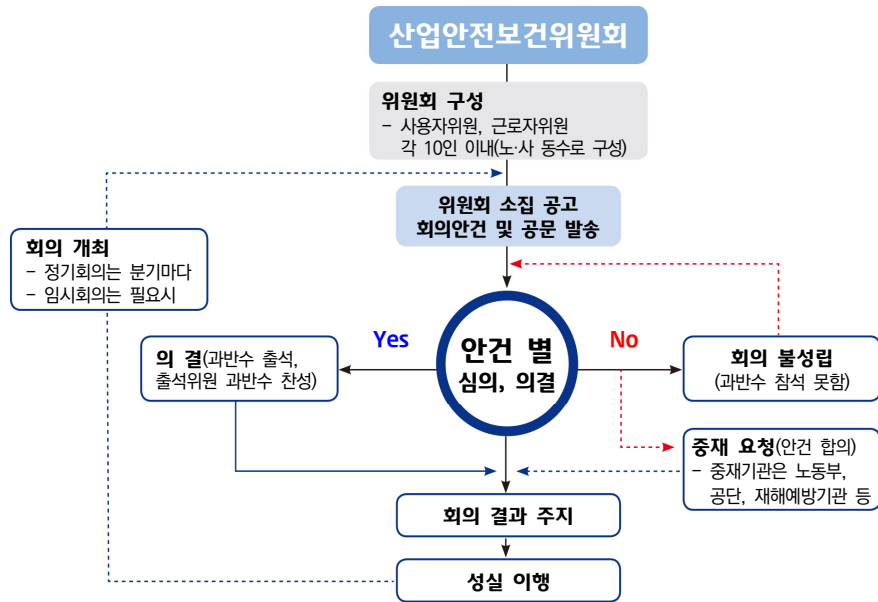 산업안전보건위원회
위원회 구성
- 사용자위원, 근로자위원
각 10인 이내(노·사 동수로 구성)
위원회 소집 공고
회의안건 및 공문 발송
회의 개최
- 정기회의는 분기마다
- 임시회의는 필요시
Yes
No
안건 별
심의, 의결
의 결(과반수 출석,
출석위원 과반수 찬성)
회의 불성립
(과반수 참석 못함)
중재 요청(안건 합의)
- 중재기관은 노동부,
공단, 재해예방기관 등
회의 결과 주지
성실 이행